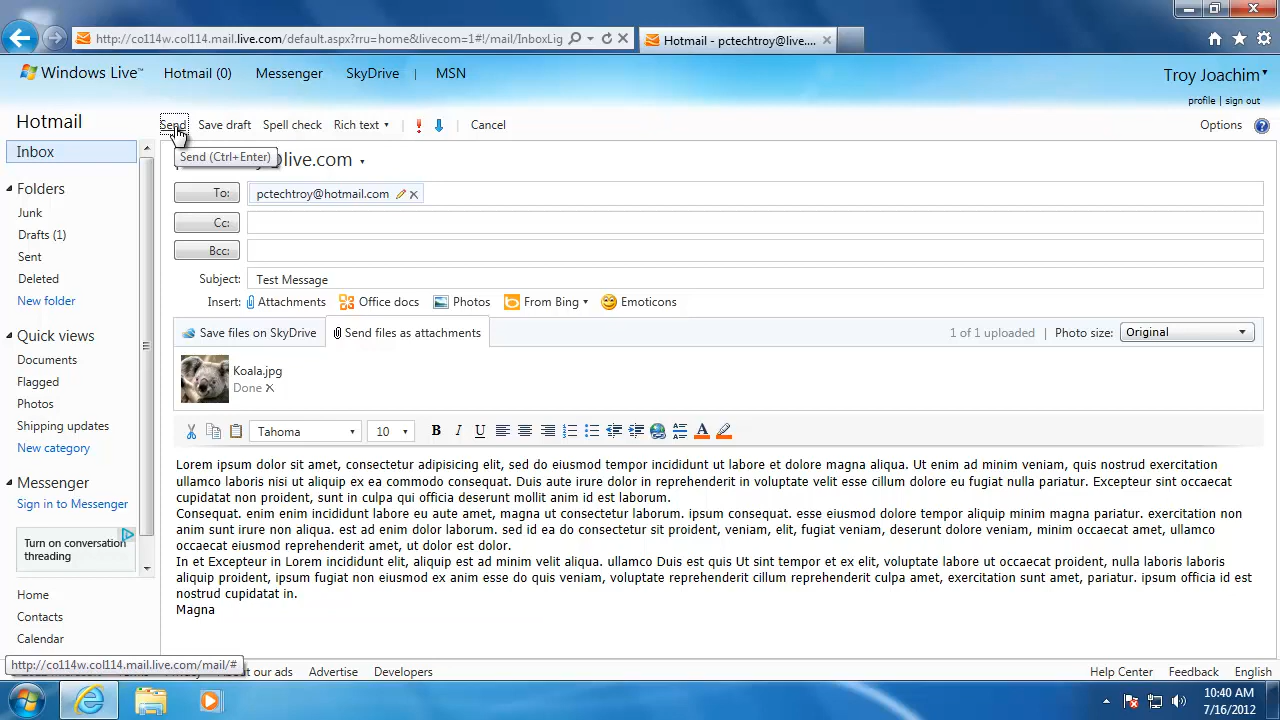 http://co114w.col114.mail.live.com/default.aspx?rru=home&livecom=1#!/mail/InboxLig
Hotmail - pctechtroy@live....
Windows Live™
Hotmail (0)
Messenger
SkyDrive
MSN
Troy Joachim
profile | sign out
Hotmail
Send
Save draft
Spell check
Rich text
Cancel
Options
Send (Ctrl+Enter)
live.com
Inbox
Folders
Junk
Drafts (1)
Sent
Deleted
New folder
Quick views
Documents
Flagged
Photos
Shipping updates
New category
Messenger
Sign in to Messenger
Turn on conversation
threading
Home
Contacts
Calendar
To:
pctechtroy@hotmail.com
Cc:
Bcc:
Subject:
Test Message
Insert:
Attachments
Office docs
Photos
From Bing
Emoticons
Save files on SkyDrive
Send files as attachments
1 of 1 uploaded
Photo size:
Original
Koala.jpg
Done
Tahoma
10
B I U
A
Lorem ipsum dolor sit amet, consectetur adipisicing elit, sed do eiusmod tempor incididunt ut labore et dolore magna aliqua. Ut enim ad minim veniam, quis nostrud exercitation
ullamco laboris nisi ut aliquip ex ea commodo consequat. Duis aute irure dolor in reprehenderit in voluptate velit esse cillum dolore eu fugiat nulla pariatur. Excepteur sint occaecat
cupidatat non proident, sunt in culpa qui officia deserunt mollit anim id est laborum.
Consequat. enim enim incididunt labore eu aute amet, magna ut consectetur laborum. ipsum consequat. esse eiusmod dolore tempor aliquip minim magna pariatur. exercitation non
anim sunt irure non aliqua. est ad enim dolor laborum. sed id ea do consectetur sit proident, veniam, elit, fugiat veniam, deserunt dolore veniam, minim occaecat amet, ullamco
occaecat eiusmod reprehenderit amet, ut dolor est dolor.
In et Excepteur in Lorem incididunt elit, aliquip est ad minim velit aliqua. ullamco Duis est quis Ut sint tempor et ex elit, voluptate labore ut occaecat proident, nulla laboris laboris
aliquip proident, ipsum fugiat non eiusmod ex anim esse do quis veniam, voluptate reprehenderit cillum reprehenderit culpa amet, exercitation sunt amet, pariatur. ipsum officia id est
nostrud cupidatat in.
Magna
http://co114w.col114.mail.live.com/mail/#
out our ads
Advertise
Developers
Help Center
Feedback
English
10:40 AM
7/16/2012